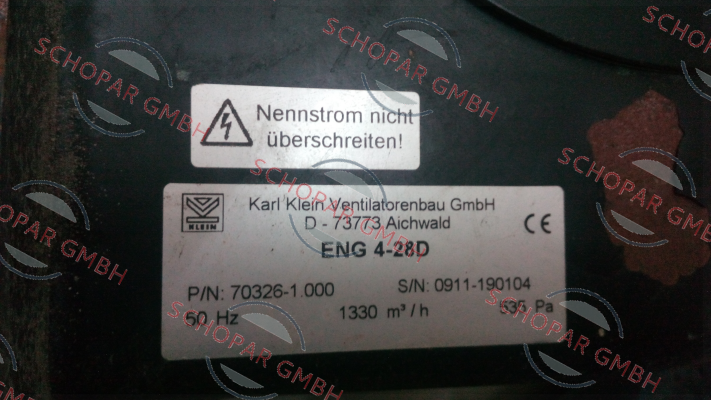 Nennstrom nicht
überschreiten!
KLEIN
Karl Klein Ventilatorenbau GmbH
D - 73773 Aichwald
CE
ENG 4-28D
P/N: 70326-1.000 S/N: 0911-190104
60 Hz 1330 m³ / h 535 Pa
SCHOPAR GMBH
SCHOPAR GMBH
SCHOPAR GMBH
SCHOPAR GMBH
SCHOPAR GMBH
SCHOPAR GMBH
SCHOPAR GMBH
SCHOPAR GMBH